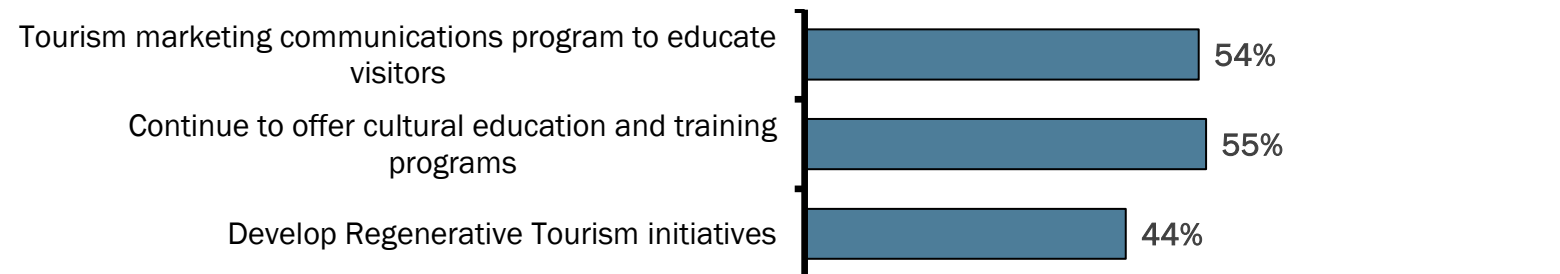 Tourism marketing communications program to educate
visitors
54%
Continue to offer cultural education and training
programs
55%
Develop Regenerative Tourism initiatives
44%